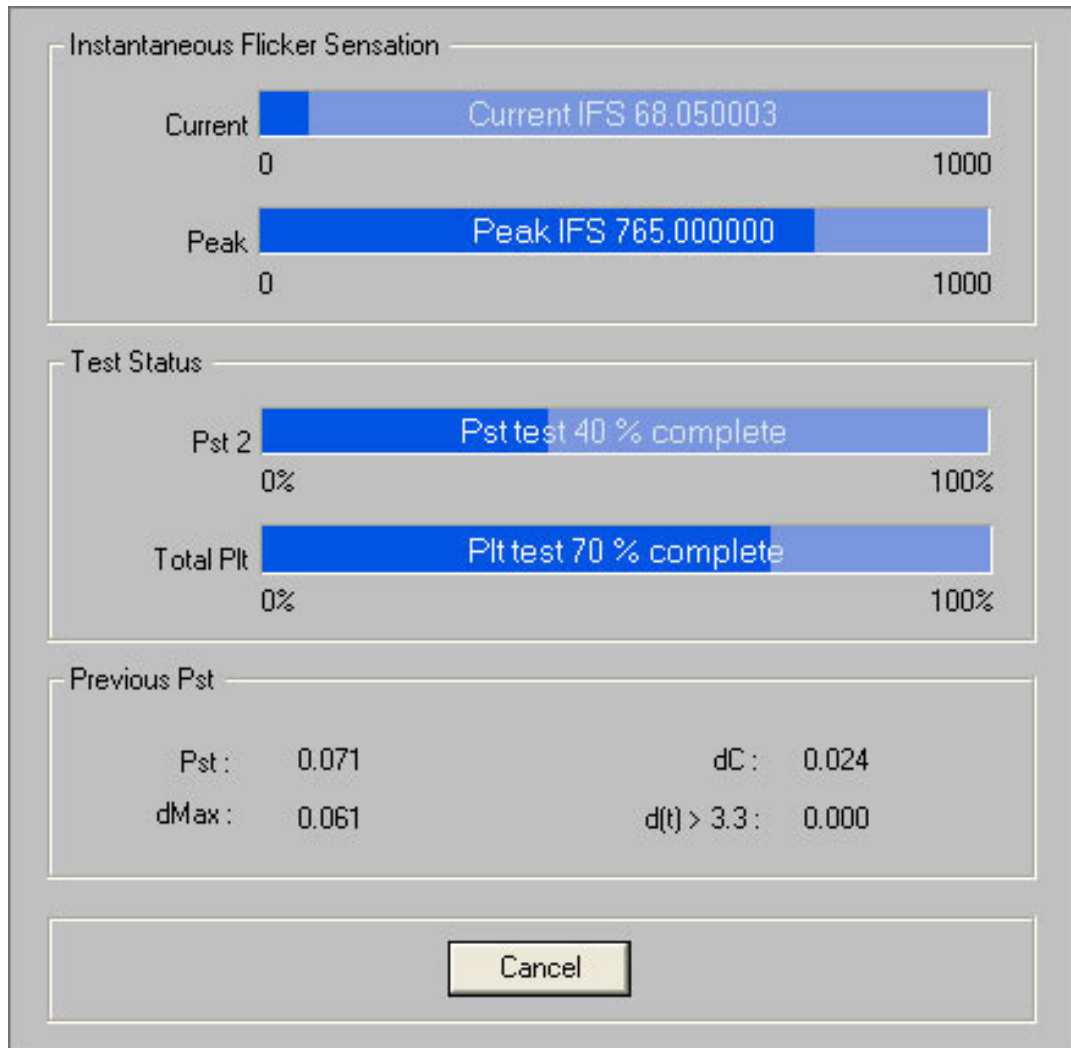 Instantaneous Flicker Sensation
Current
Current IFS 68.050003
0 1000
Peak
Peak IFS 765.000000
0 1000
Test Status
Pst 2
Pst test 40 % complete
0% 100%
Total Plt
Plt test 70 % complete
0% 100%
Previous Pst
Pst : 0.071 dC : 0.024
dMax : 0.061 d(t) > 3.3 : 0.000
Cancel